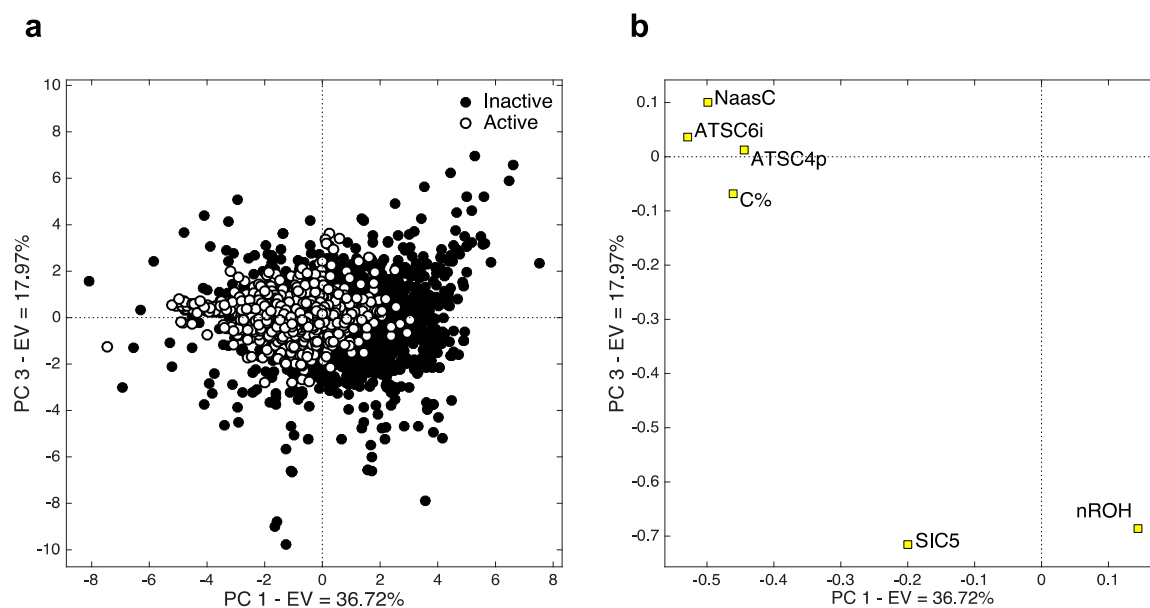 a
b
10
8
6
4
2
0
-2
-4
-6
-8
-10
PC 3 - EV = 17.97%
-8
-6
-4
-2
0
2
4
6
8
PC 1 - EV = 36.72%
Inactive
Active
0.1
0
-0.1
-0.2
-0.3
-0.4
-0.5
-0.6
-0.7
PC 3 - EV = 17.97%
-0.5
-0.4
-0.3
-0.2
-0.1
0
0.1
PC 1 - EV = 36.72%
NaasC
ATSC6i
ATSC4p
C%
nROH
SIC5